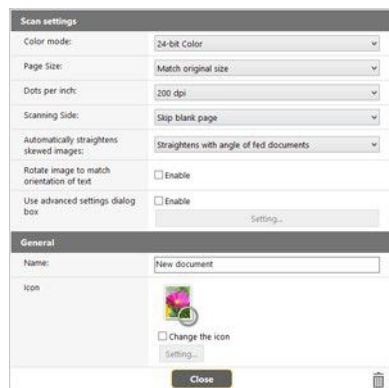 Scan settings
Color mode:
24-bit Color
Page Size:
Match original size
Dots per inch:
200 dpi
Scanning Side:
Skip blank page
Automatically straightens
skewed images:
Straightens with angle of fed documents
Rotate image to match
orientation of text
Enable
Use advanced settings dialog
box
Enable
Setting...
General
Name:
New document
Icon
Change the icon
Setting...
Close